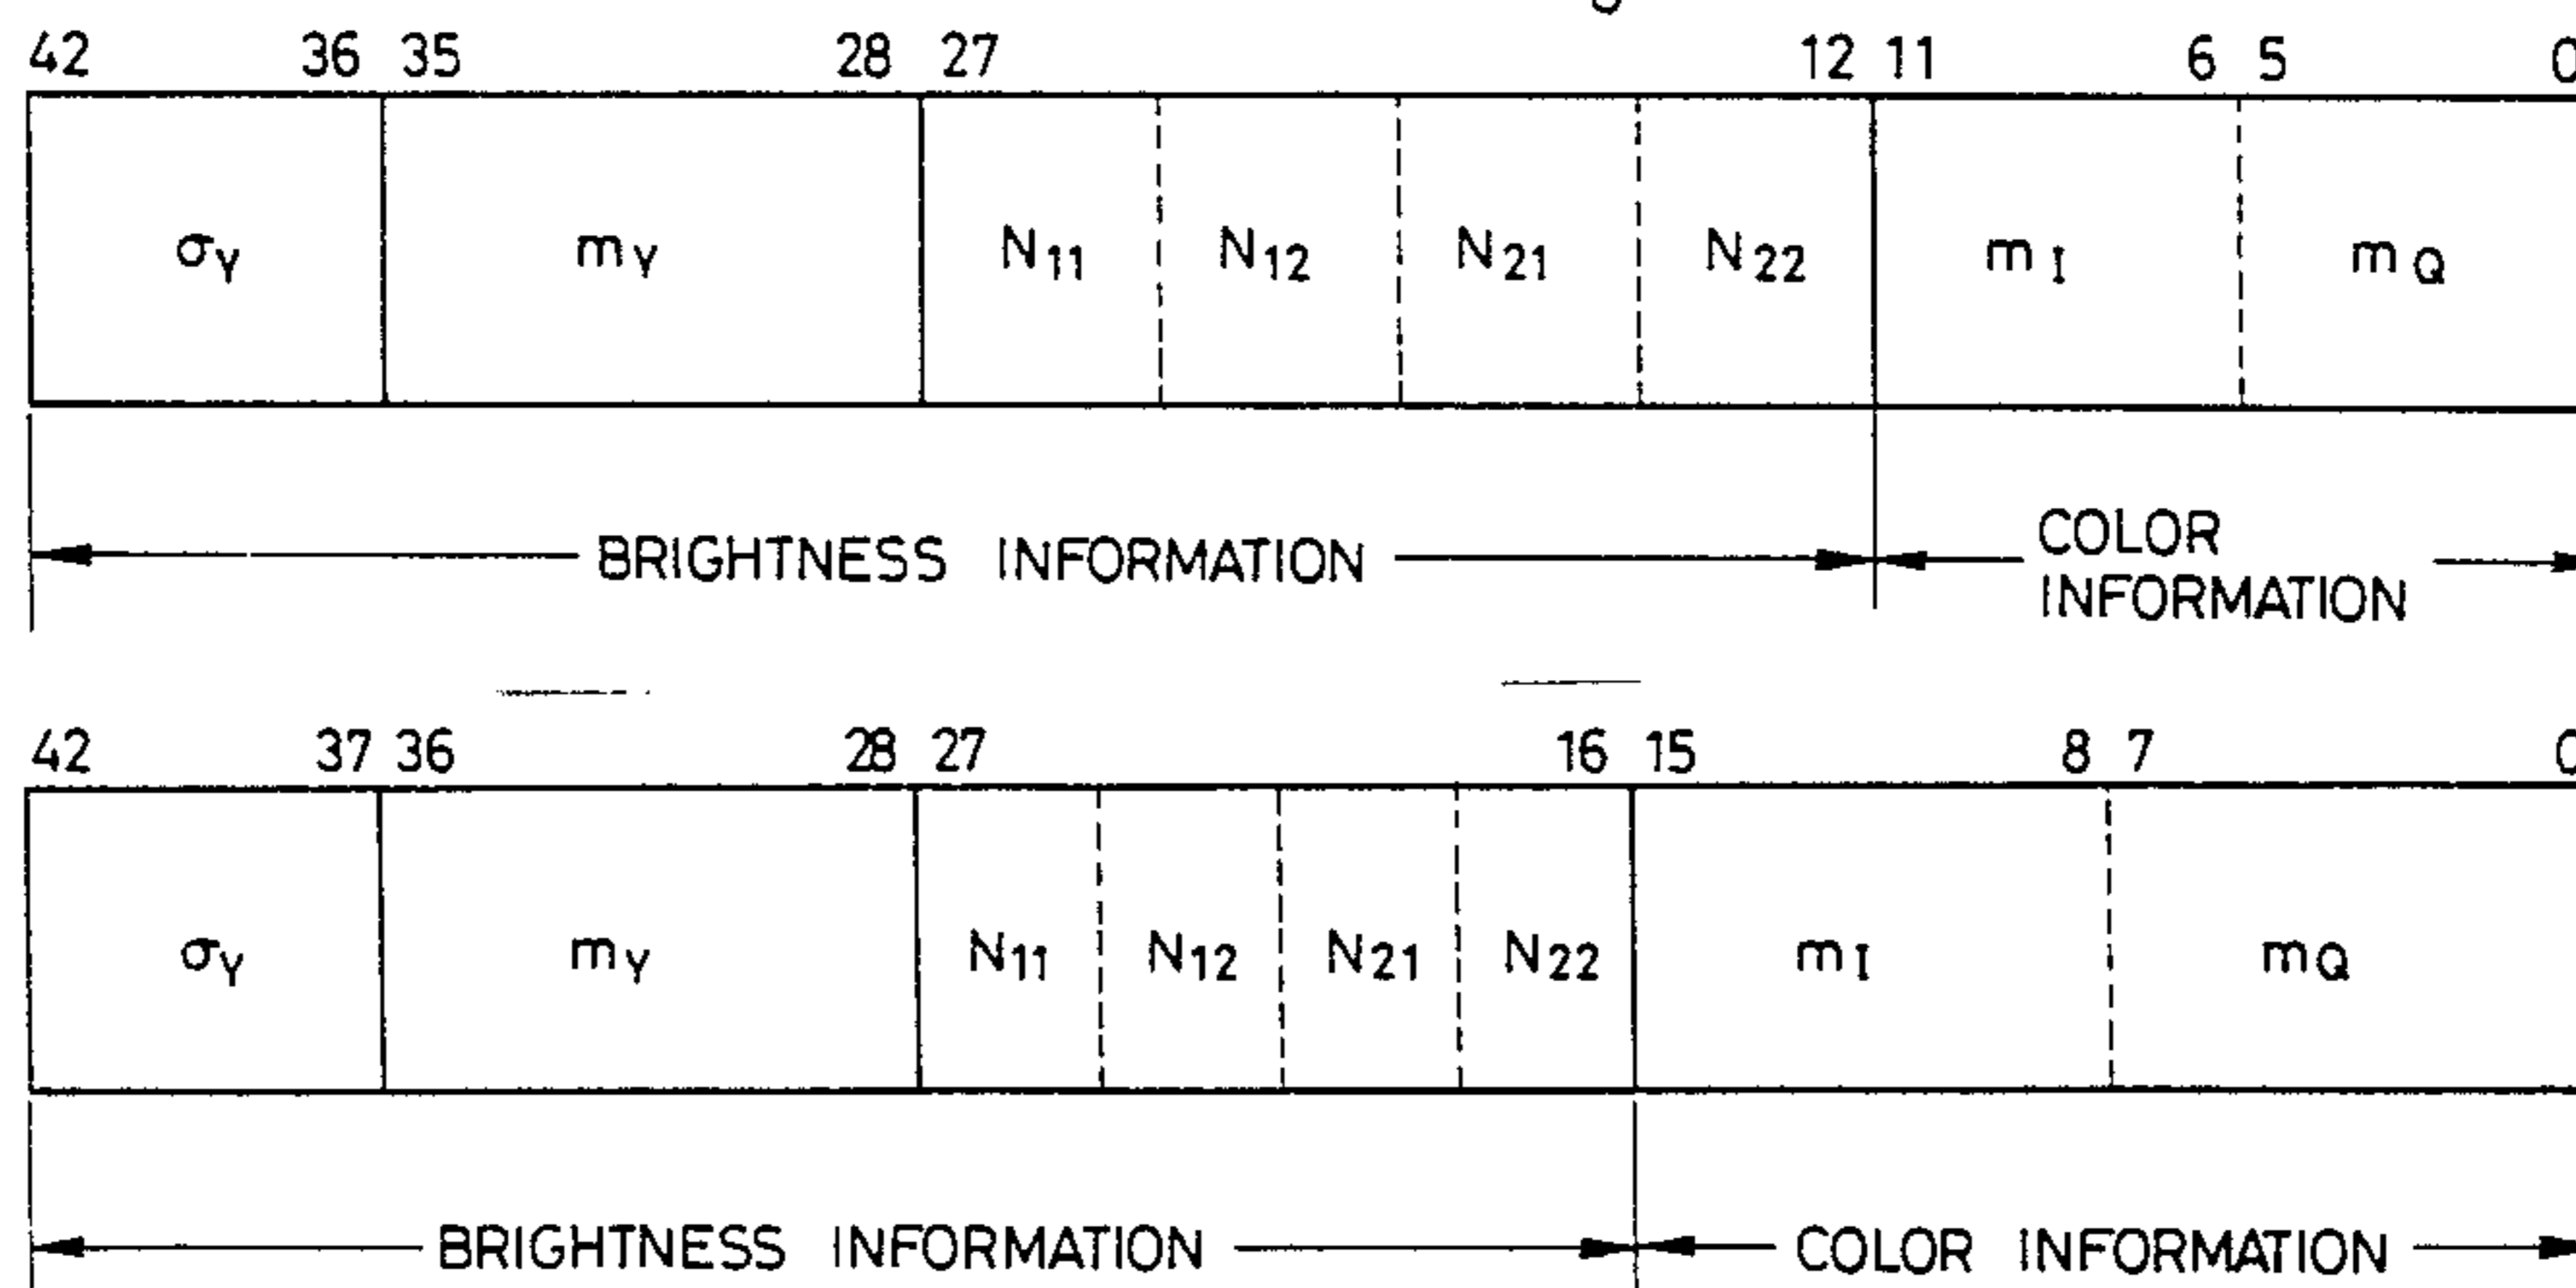 42 36 35 28 27 12 11 6 5 0
σY mY N11 N12 N21 N22 mI mQ
BRIGHTNESS INFORMATION COLOR INFORMATION
42 37 36 28 27 16 15 8 7 0
σY mY N11 N12 N21 N22 mI mQ
BRIGHTNESS INFORMATION COLOR INFORMATION